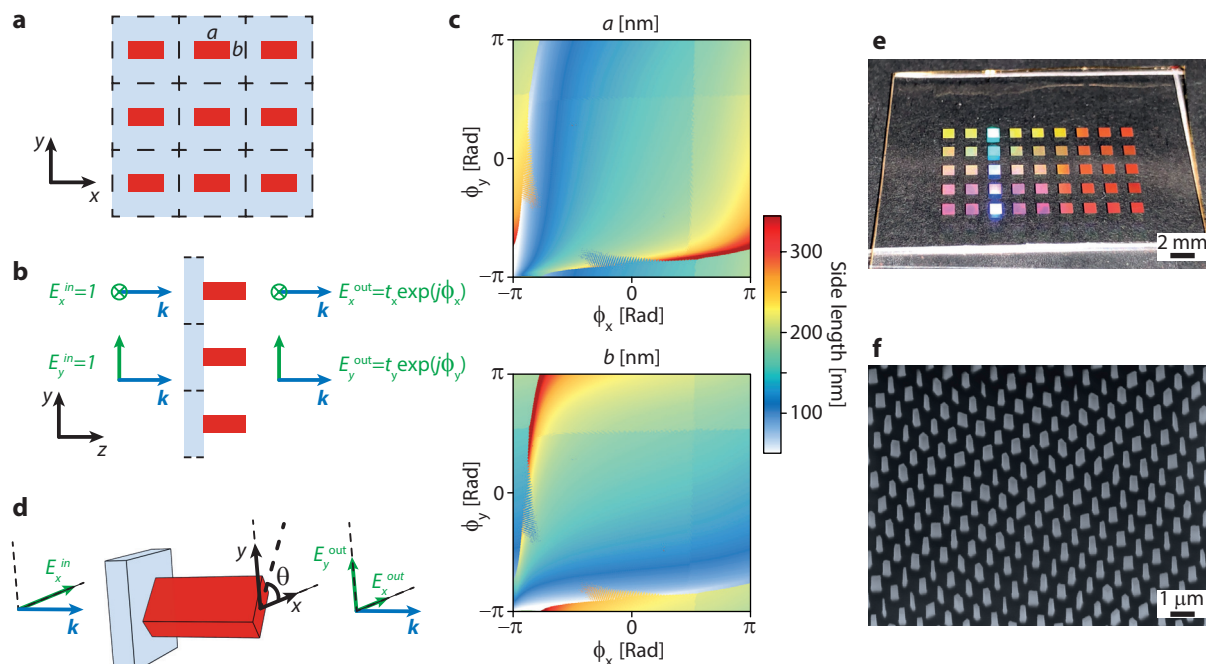 a
a
b
y
x
b
E_x^in=1
k
k
E_x^out=t_x exp(jϕ_x)
E_y^in=1
k
k
E_y^out=t_y exp(jϕ_y)
y
z
c
a [nm]
π
0
−π
ϕ_y [Rad]
−π
0
π
ϕ_x [Rad]
b [nm]
π
0
−π
ϕ_y [Rad]
−π
0
π
ϕ_x [Rad]
300
200
100
Side length [nm]
d
E_x^in
k
y
θ
x
E_y^out
E_x^out
k
e
2 mm
f
1 μm